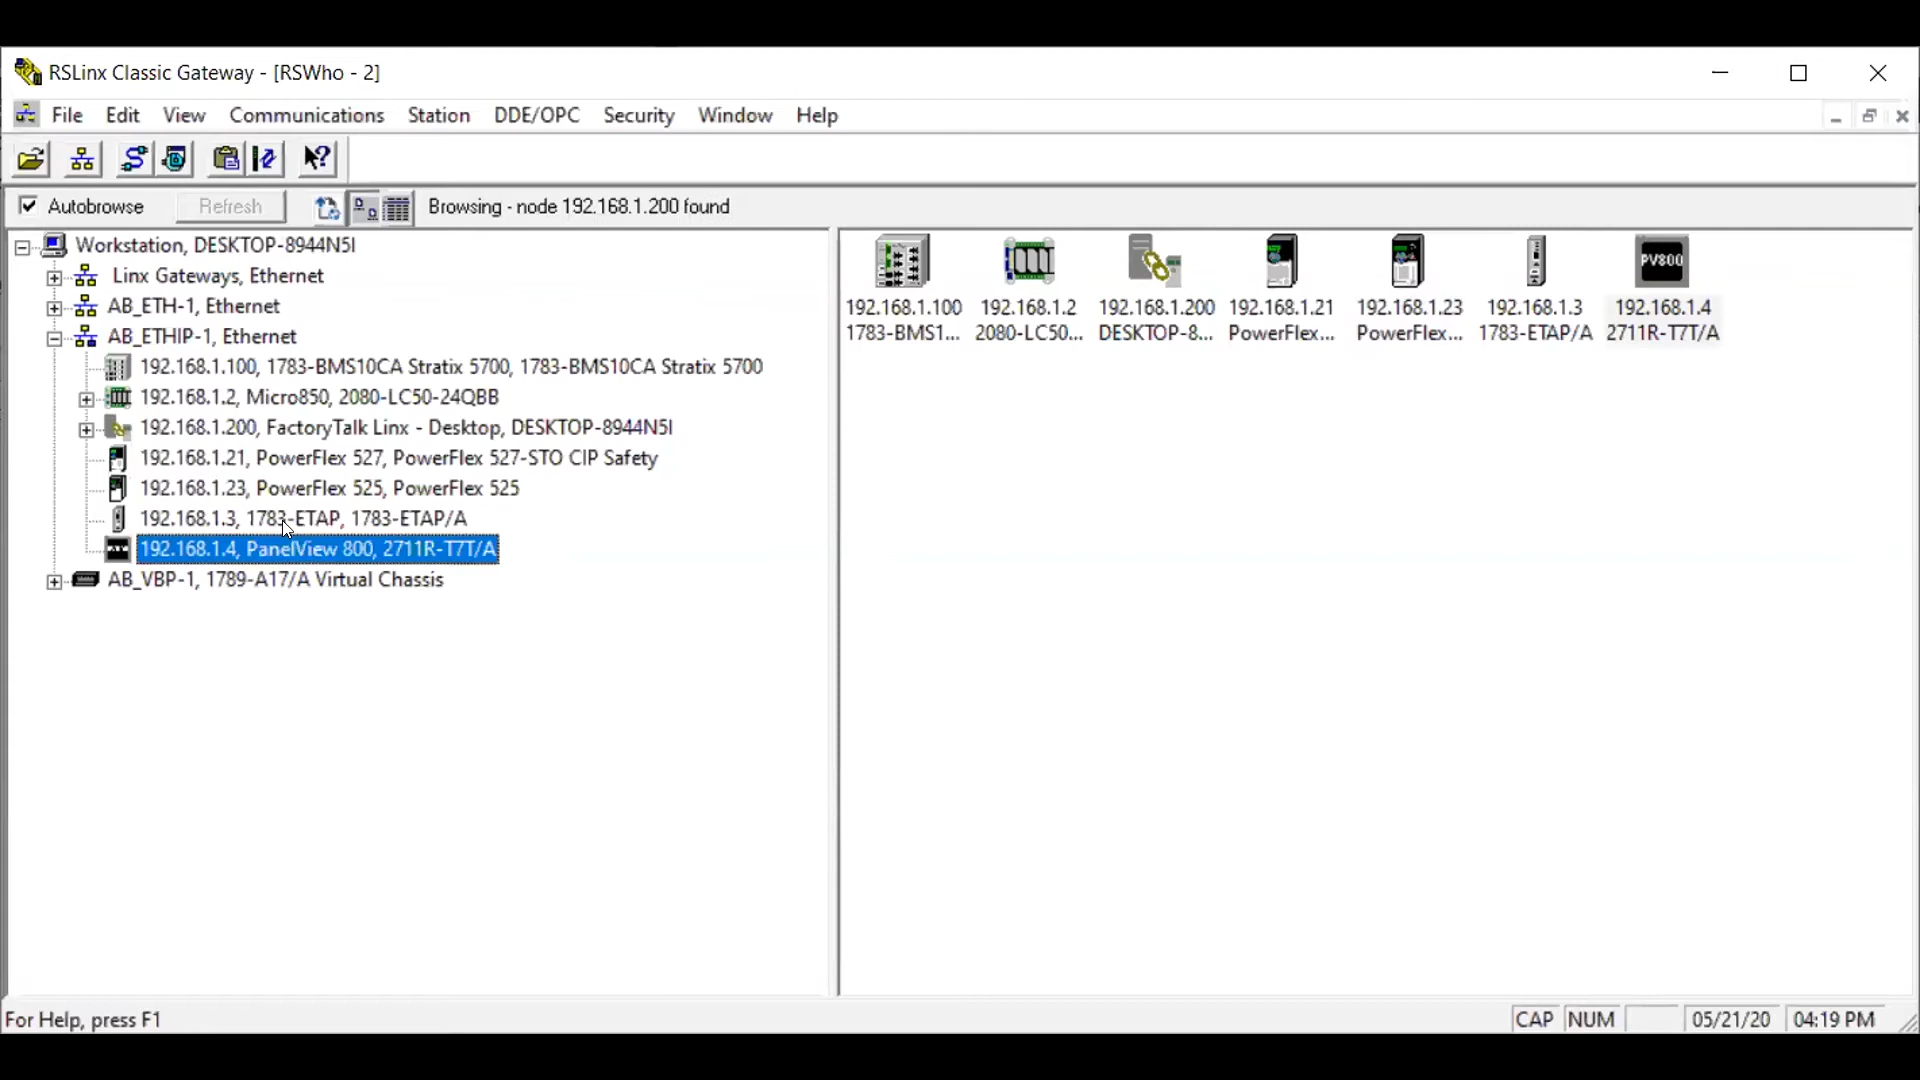 RSLinx Classic Gateway - [RSWho - 2]
File Edit View Communications Station DDE/OPC Security Window Help
Autobrowse Refresh Browsing - node 192.168.1.200 found
Workstation, DESKTOP-8944N5I
Linx Gateways, Ethernet
AB_ETH-1, Ethernet
AB_ETHIP-1, Ethernet
192.168.1.100, 1783-BMS10CA Stratix 5700, 1783-BMS10CA Stratix 5700
192.168.1.2, Micro850, 2080-LC50-24QBB
192.168.1.200, FactoryTalk Linx - Desktop, DESKTOP-8944N5I
192.168.1.21, PowerFlex 527, PowerFlex 527-STO CIP Safety
192.168.1.23, PowerFlex 525, PowerFlex 525
192.168.1.3, 1783-ETAP, 1783-ETAP/A
192.168.1.4, PanelView 800, 2711R-T7T/A
AB_VBP-1, 1789-A17/A Virtual Chassis
PV800
192.168.1.100 192.168.1.2 192.168.1.200 192.168.1.21 192.168.1.23 192.168.1.3 192.168.1.4
1783-BMS1... 2080-LC50... DESKTOP-8... PowerFlex... PowerFlex... 1783-ETAP/A 2711R-T7T/A
For Help, press F1
CAP NUM 05/21/20 04:19 PM